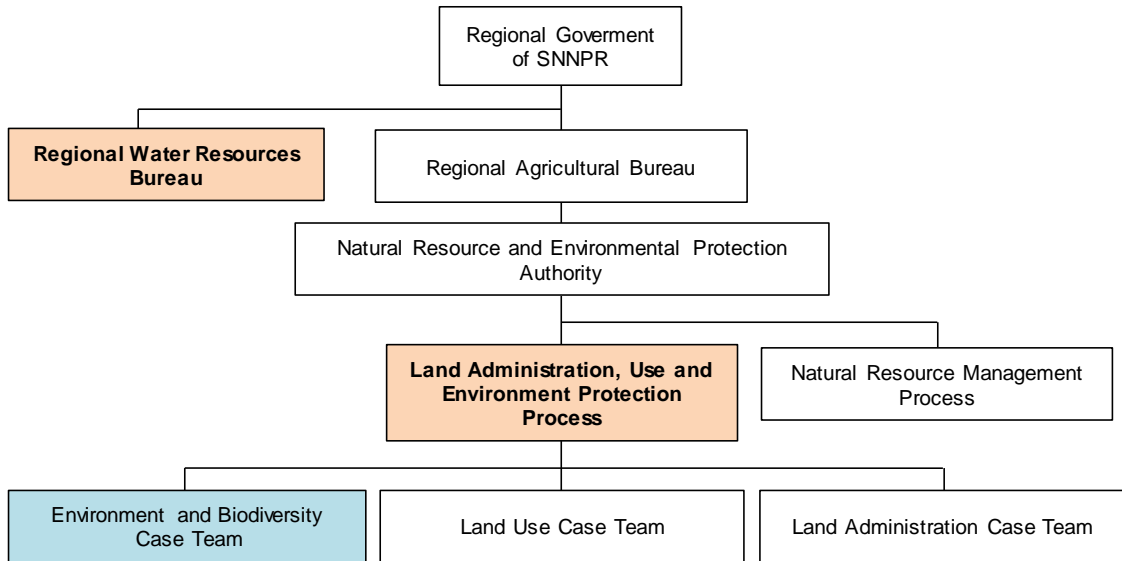 Regional Goverment
of SNNPR
Regional Water Resources
Bureau
Regional Agricultural Bureau
Natural Resource and Environmental Protection
Authority
Land Administration, Use and
Environment Protection
Process
Natural Resource Management
Process
Environment and Biodiversity
Case Team
Land Use Case Team
Land Administration Case Team